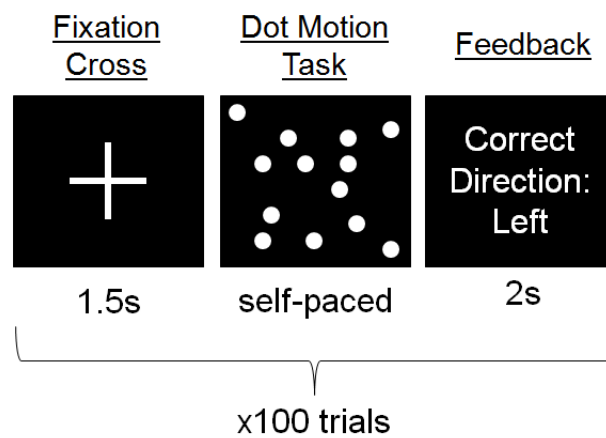 Fixation
Cross
Dot Motion
Task
Feedback
Correct
Direction:
Left
1.5s
self-paced
2s
x100 trials